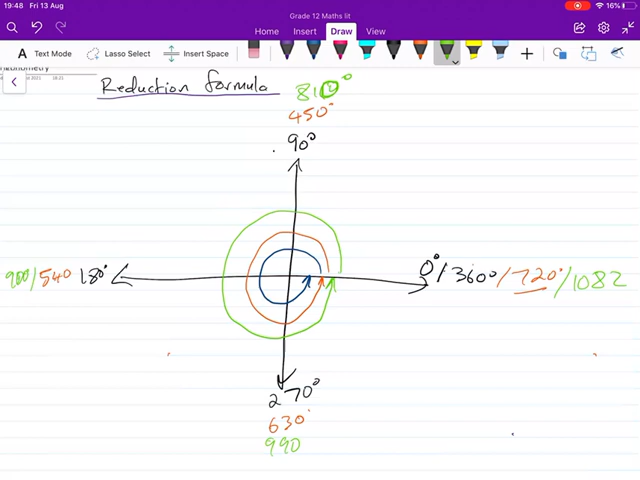 19:48 Fri 13 Aug
16%
Grade 12 Maths lit
Home Insert Draw View
Text Mode Lasso Select Insert Space
Reduction formula
810°
450°
90°
900/540 180°
0°/360°/720°/1082
270°
630°
990